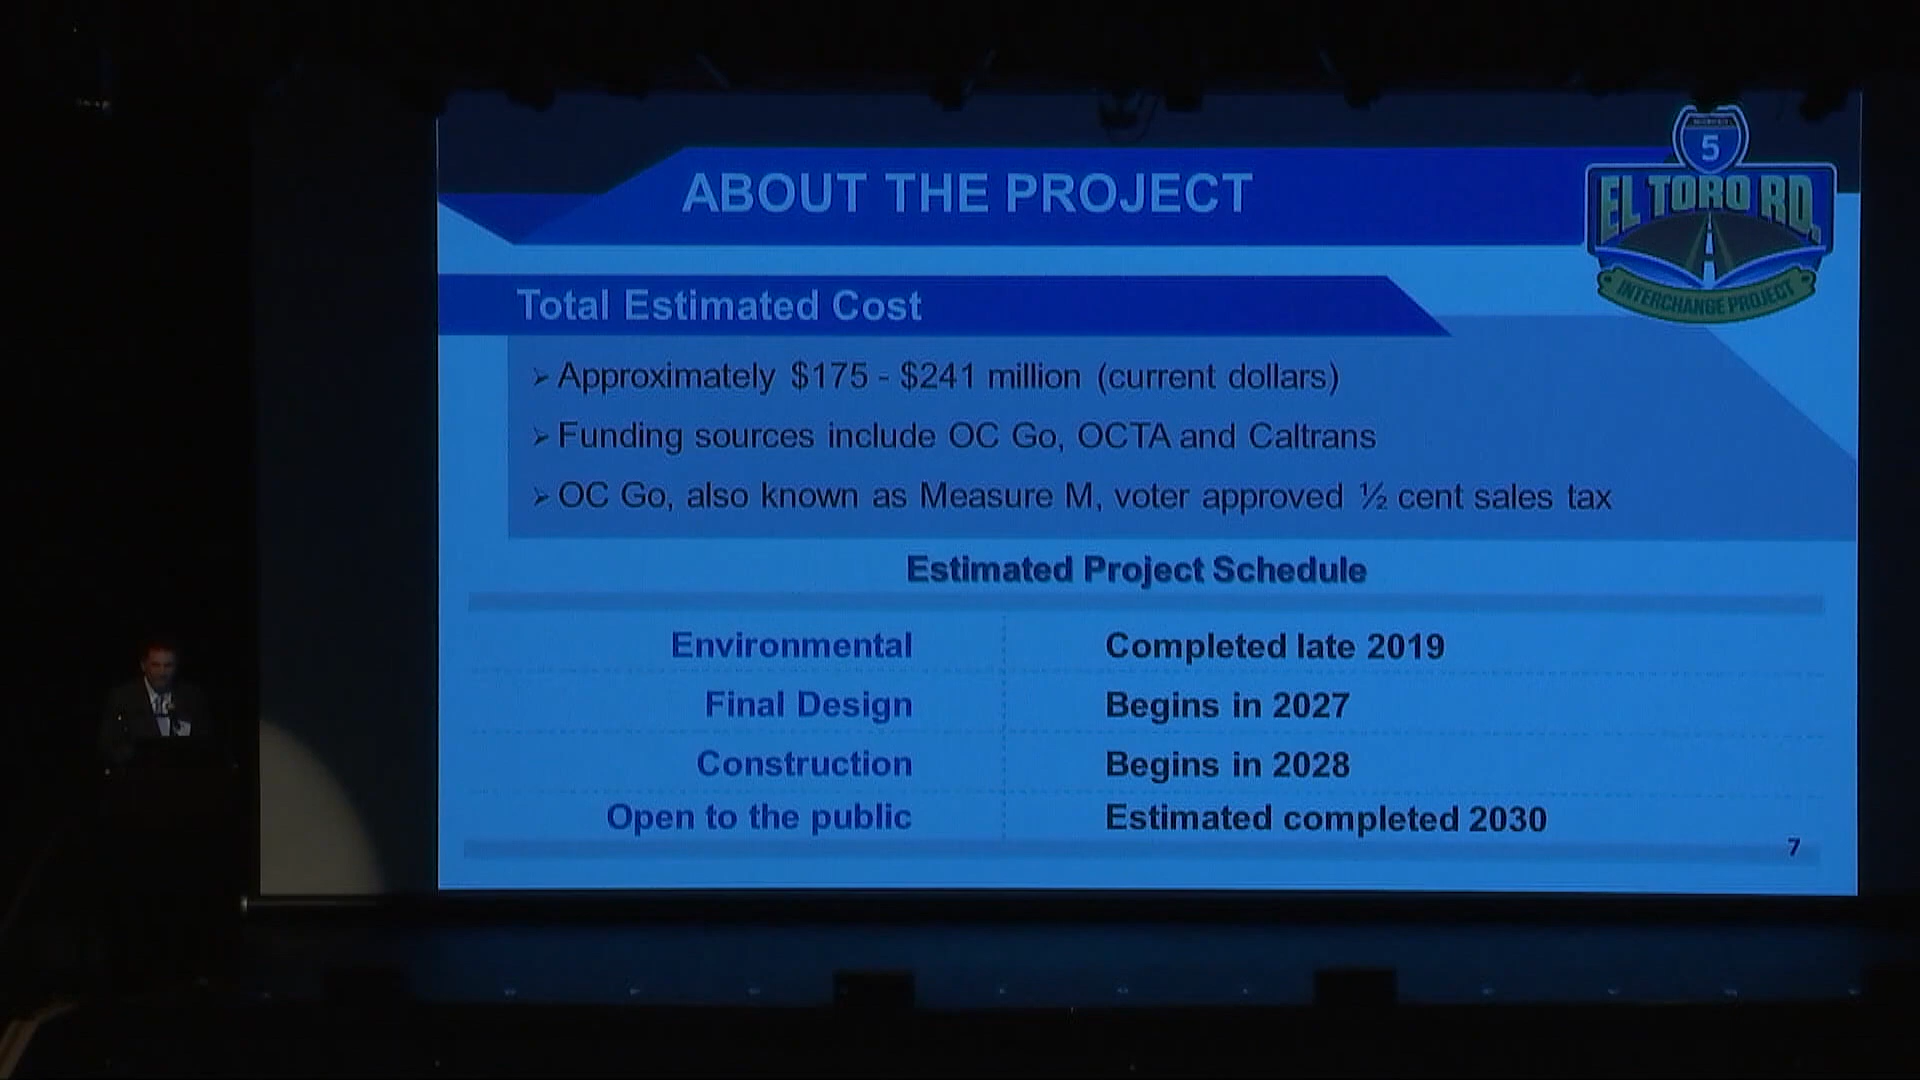 5
EL TORO RD.
INTERCHANGE PROJECT
ABOUT THE PROJECT
Total Estimated Cost
➢ Approximately $175 - $241 million (current dollars)
➢ Funding sources include OC Go, OCTA and Caltrans
➢ OC Go, also known as Measure M, voter approved ½ cent sales tax
Estimated Project Schedule
Environmental Completed late 2019
Final Design Begins in 2027
Construction Begins in 2028
Open to the public Estimated completed 2030
7